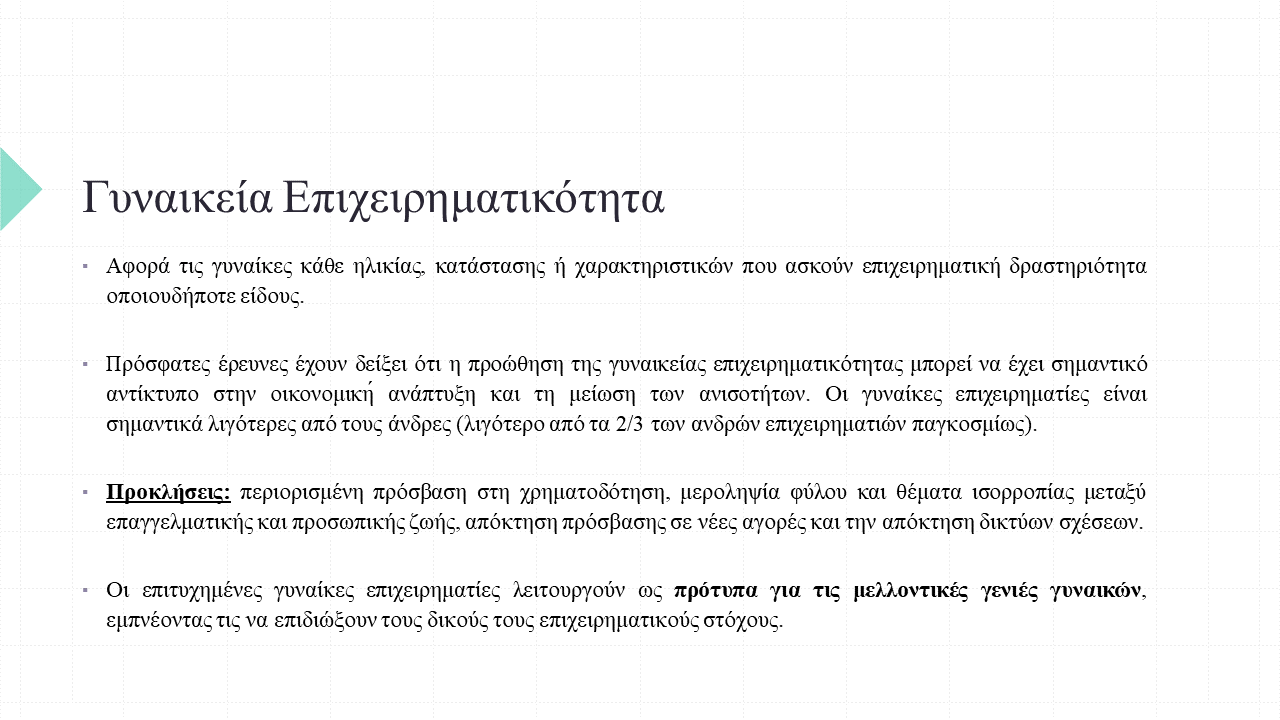 Γυναικεία Επιχειρηματικότητα
▪ Αφορά τις γυναίκες κάθε ηλικίας, κατάστασης ή χαρακτηριστικών που ασκούν επιχειρηματική δραστηριότητα
οποιουδήποτε είδους.
▪ Πρόσφατες έρευνες έχουν δείξει ότι η προώθηση της γυναικείας επιχειρηματικότητας μπορεί να έχει σημαντικό
αντίκτυπο στην οικονομική ανάπτυξη και τη μείωση των ανισοτήτων. Οι γυναίκες επιχειρηματίες είναι
σημαντικά λιγότερες από τους άνδρες (λιγότερο από τα 2/3 των ανδρών επιχειρηματιών παγκοσμίως).
▪ Προκλήσεις: περιορισμένη πρόσβαση στη χρηματοδότηση, μεροληψία φύλου και θέματα ισορροπίας μεταξύ
επαγγελματικής και προσωπικής ζωής, απόκτηση πρόσβασης σε νέες αγορές και την απόκτηση δικτύων σχέσεων.
▪ Οι επιτυχημένες γυναίκες επιχειρηματίες λειτουργούν ως πρότυπα για τις μελλοντικές γενιές γυναικών,
εμπνέοντας τις να επιδιώξουν τους δικούς τους επιχειρηματικούς στόχους.